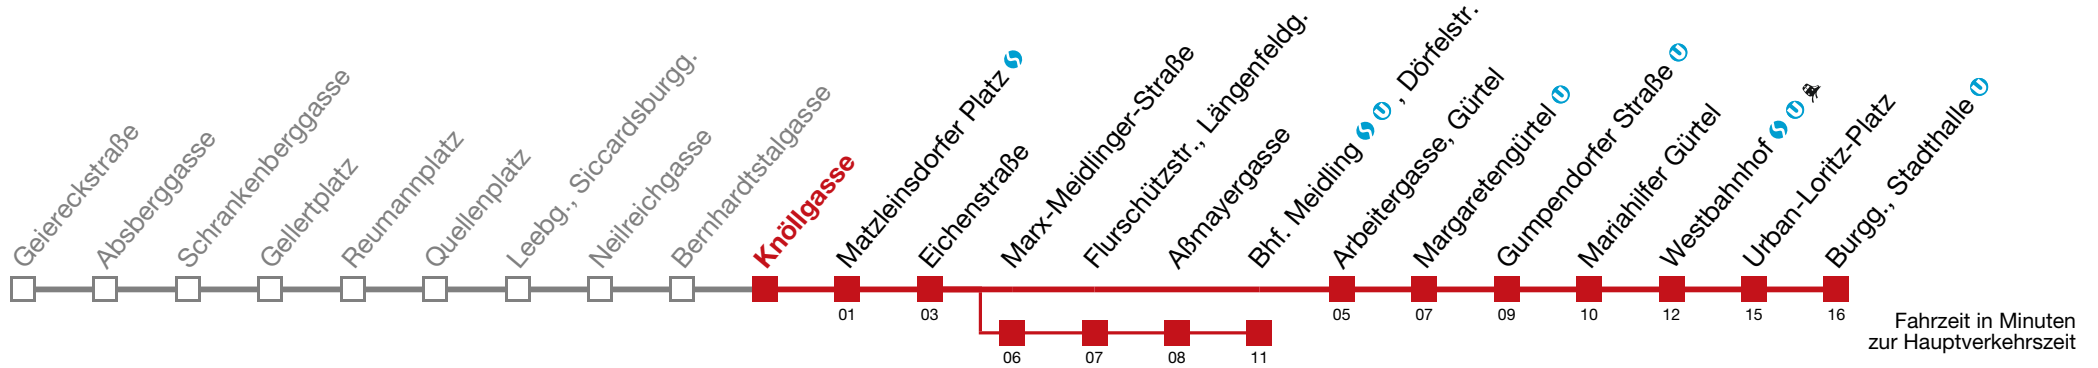 Geiereckstraße
Absberggasse
Schrankenberggasse
Gellertplatz
Reumannplatz
Quellenplatz
Leebg., Siccardsburgg.
Neilreichgasse
Bernhardtstalgasse
Knöllgasse
Matzleinsdorfer Platz
Eichenstraße
Marx-Meidlinger-Straße
Flurschützstr., Längenfeldg.
Aßmayergasse
Bhf. Meidling U , Dörfelstr.
Arbeitergasse, Gürtel
Margaretengürtel U
Gumpendorfer Straße U
Mariahilfer Gürtel
Westbahnhof U
Urban-Loritz-Platz
Burgg., Stadthalle U
01 03 05 07 09 10 12 15 16
06 07 08 11
Fahrzeit in Minuten
zur Hauptverkehrszeit